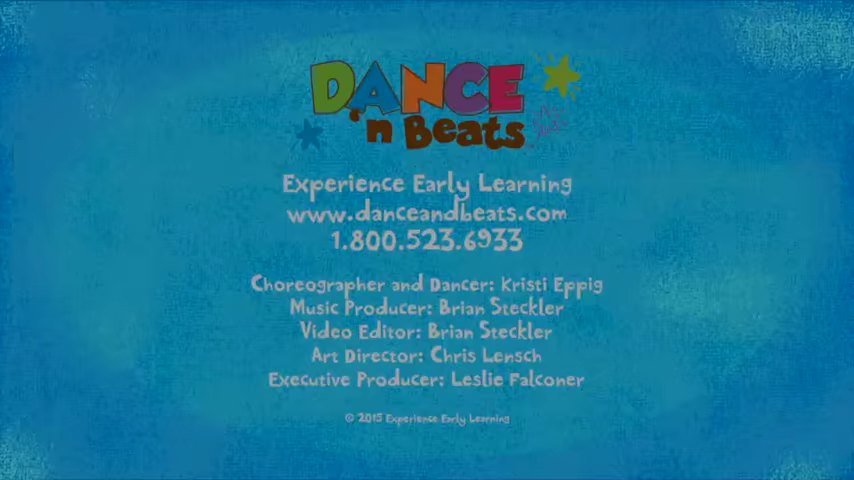 DANCE
'n Beats
Experience Early Learning
www.danceandbeats.com
1.800.523.6933
Choreographer and Dancer: Kristi Eppig
Music Producer: Brian Steckler
Video Editor: Brian Steckler
Art Director: Chris Lensch
Executive Producer: Leslie Falconer
© 2015 Experience Early Learning